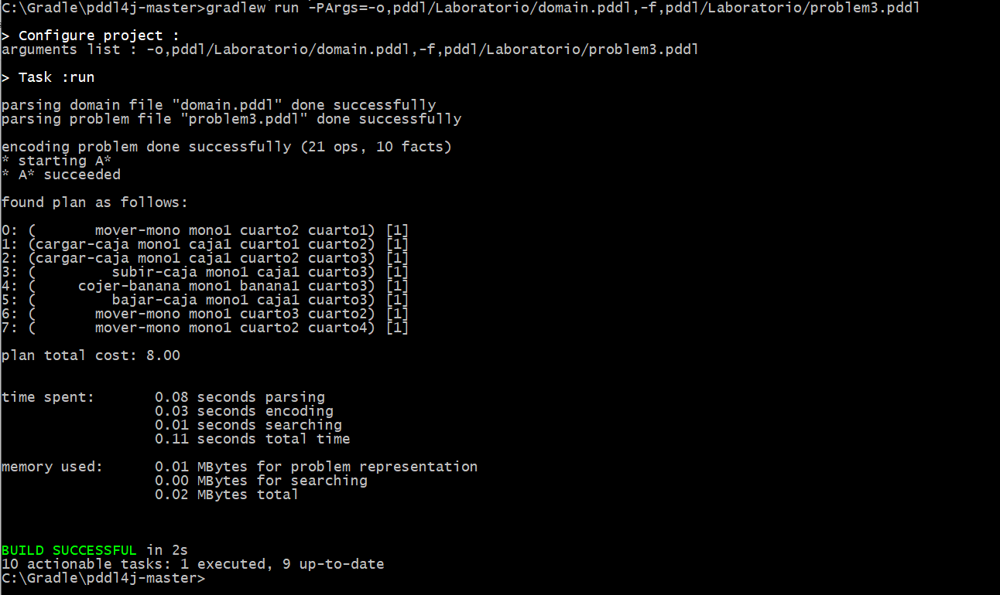 C:\Gradle\pddl4j-master>gradlew run -PArgs=-o,pddl/Laboratorio/domain.pddl,-f,pddl/Laboratorio/problem3.pddl
> Configure project :
arguments list : -o,pddl/Laboratorio/domain.pddl,-f,pddl/Laboratorio/problem3.pddl
> Task :run
parsing domain file "domain.pddl" done successfully
parsing problem file "problem3.pddl" done successfully
encoding problem done successfully (21 ops, 10 facts)
* starting A*
* A* succeeded
found plan as follows:
0: (       mover-mono mono1 cuarto2 cuarto1) [1]
1: (cargar-caja mono1 caja1 cuarto1 cuarto2) [1]
2: (cargar-caja mono1 caja1 cuarto2 cuarto3) [1]
3: (         subir-caja mono1 caja1 cuarto3) [1]
4: (     cojer-banana mono1 banana1 cuarto3) [1]
5: (         bajar-caja mono1 caja1 cuarto3) [1]
6: (       mover-mono mono1 cuarto3 cuarto2) [1]
7: (       mover-mono mono1 cuarto2 cuarto4) [1]
plan total cost: 8.00
time spent:       0.08 seconds parsing
                  0.03 seconds encoding
                  0.01 seconds searching
                  0.11 seconds total time
memory used:      0.01 MBytes for problem representation
                  0.00 MBytes for searching
                  0.02 MBytes total
BUILD SUCCESSFUL in 2s
10 actionable tasks: 1 executed, 9 up-to-date
C:\Gradle\pddl4j-master>